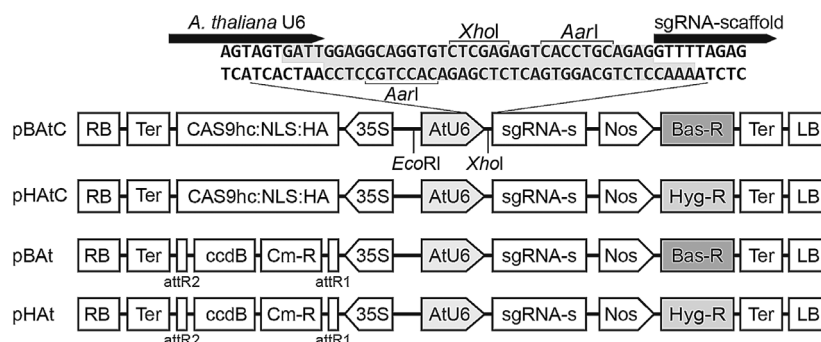 A. thaliana U6 XhoI AarI sgRNA-scaffold
AGTAGTGATTGGAGGCAGGTGTCTCGAGAGTCACCTGCAGAGGTTTTAGAG
TCATCACTAACCTCCGTCCACAGAGCTCTCAGTGGACGTCTCCAAAATCTC
AarI
pBAtC RB Ter CAS9hc:NLS:HA 35S AtU6 sgRNA-s Nos Bas-R Ter LB
EcoRI XhoI
pHAtC RB Ter CAS9hc:NLS:HA 35S AtU6 sgRNA-s Nos Hyg-R Ter LB
pBAt RB Ter ccdB Cm-R 35S AtU6 sgRNA-s Nos Bas-R Ter LB
attR2 attR1
pHAt RB Ter ccdB Cm-R 35S AtU6 sgRNA-s Nos Hyg-R Ter LB
attR2 attR1